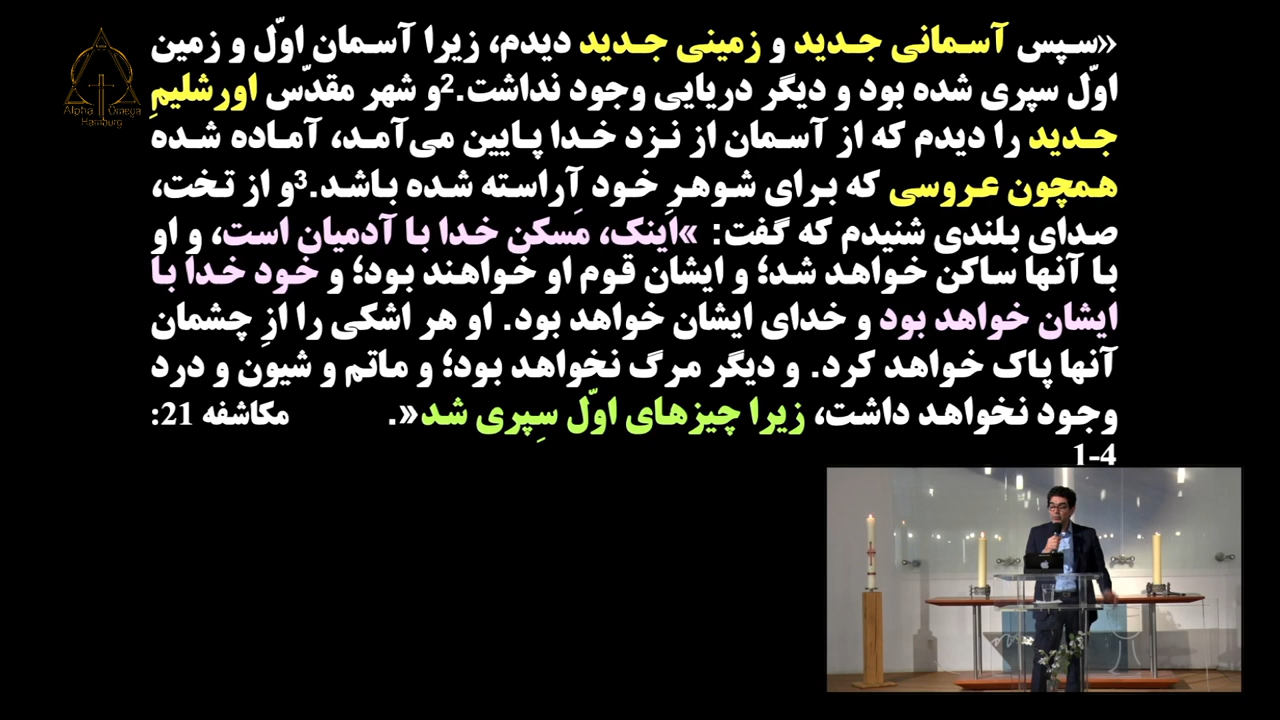 «سپس آسمانی جدید و زمینی جدید دیدم، زیرا آسمان اوّل و زمین
اوّل سپری شده بود و دیگر دریایی وجود نداشت.2و شهر مقدّس اورشلیمِ
جدید را دیدم که از آسمان از نزد خدا پایین می‌آمد، آماده شده
همچون عروسی که برای شوهرِ خود آراسته شده باشد.3و از تخت،
صدای بلندی شنیدم که گفت: »اینک، مَسکن خدا با آدمیان است، و او
با آنها ساکن خواهد شد؛ و ایشان قوم او خواهند بود؛ و خود خدا با
ایشان خواهد بود و خدای ایشان خواهد بود. او هر اشکی را ازِ چشمان
آنها پاک خواهد کرد. و دیگر مرگ نخواهد بود؛ و ماتم و شیون و درد
وجود نخواهد داشت، زیرا چیزهای اوّل سِپری شد«. مکاشفه 21:
1-4
Alpha Omega
Hamburg